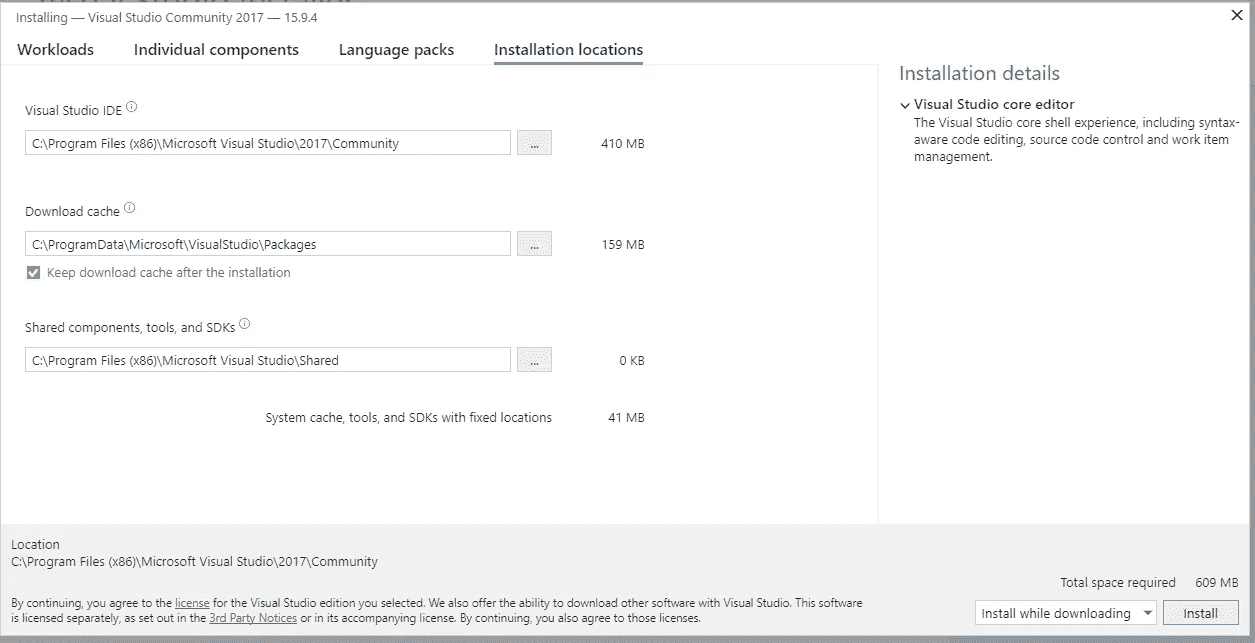 Installing — Visual Studio Community 2017 — 15.9.4
Workloads Individual components Language packs Installation locations
Installation details
Visual Studio core editor
The Visual Studio core shell experience, including syntax-
aware code editing, source code control and work item
management.
Visual Studio IDE
C:\Program Files (x86)\Microsoft Visual Studio\2017\Community ... 410 MB
Download cache
C:\ProgramData\Microsoft\VisualStudio\Packages ... 159 MB
Keep download cache after the installation
Shared components, tools, and SDKs
C:\Program Files (x86)\Microsoft Visual Studio\Shared ... 0 KB
System cache, tools, and SDKs with fixed locations 41 MB
Location
C:\Program Files (x86)\Microsoft Visual Studio\2017\Community
Total space required 609 MB
By continuing, you agree to the license for the Visual Studio edition you selected. We also offer the ability to download other software with Visual Studio. This software
is licensed separately, as set out in the 3rd Party Notices or in its accompanying license. By continuing, you also agree to those licenses.
Install while downloading Install